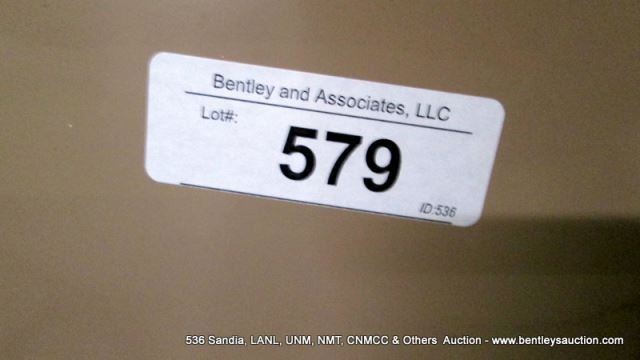 Bentley and Associates, LLC
Lot#:
579
ID:536
536 Sandia, LANL, UNM, NMT, CNMCC & Others Auction - www.bentleysauction.com